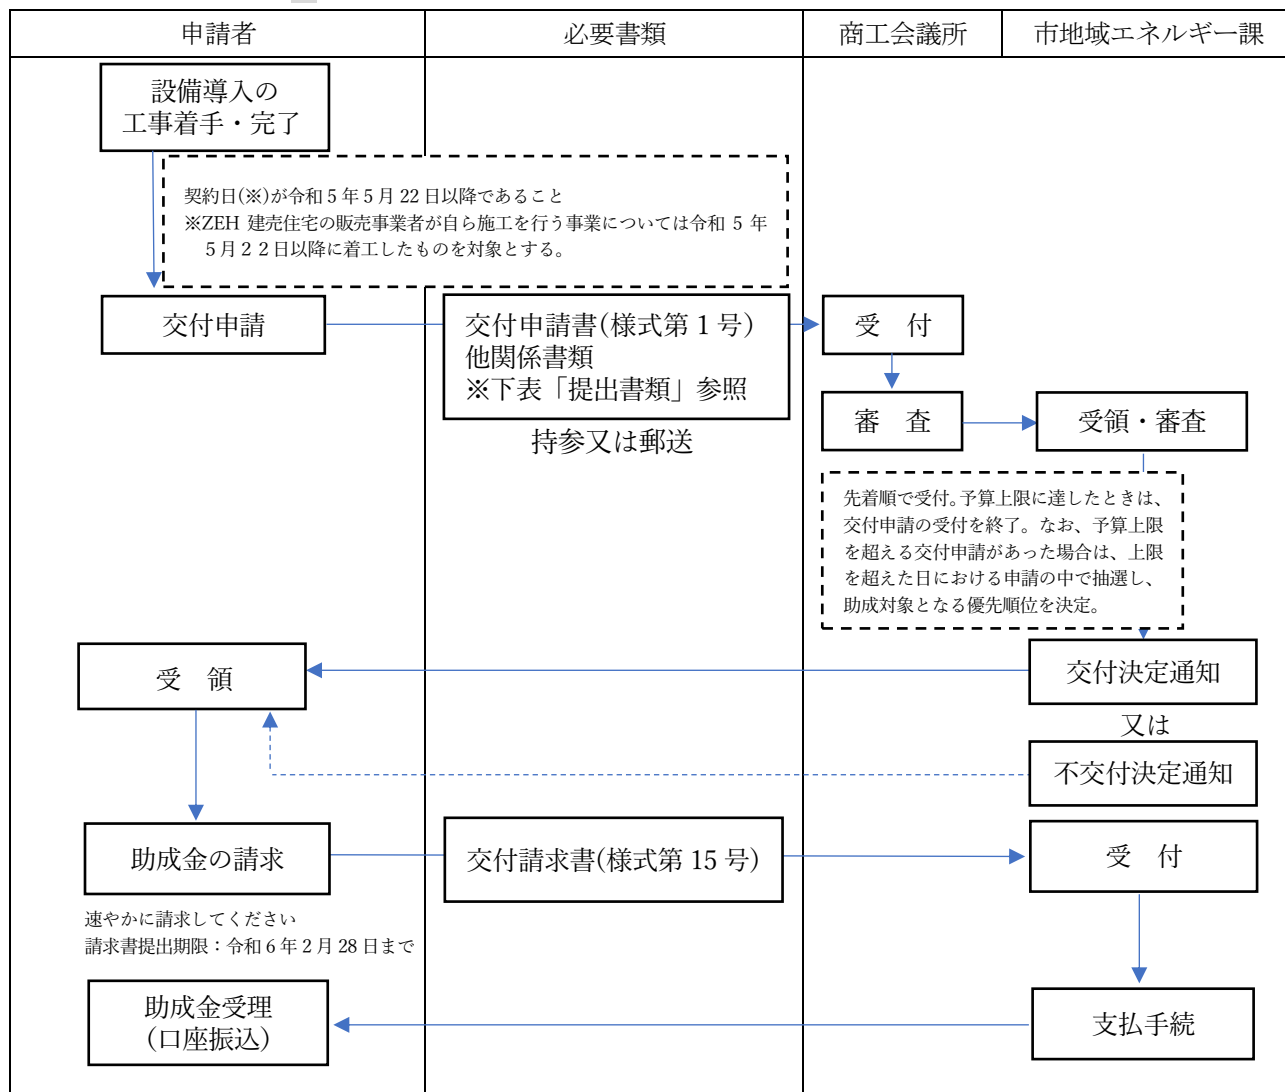 申請者
必要書類
商工会議所
市地域エネルギー課
設備導入の
工事着手・完了
契約日(※)が令和５年５月 22 日以降であること
※ZEH 建売住宅の販売事業者が自ら施工を行う事業については令和 ５ 年
５月２２日以降に着工したものを対象とする。
交付申請
交付申請書(様式第 1 号)
他関係書類
※下表「提出書類」参照
持参又は郵送
受　付
審　査
受領・審査
先着順で受付。予算上限に達したときは、
交付申請の受付を終了。なお、予算上限
を超える交付申請があった場合は、上限
を超えた日における申請の中で抽選し、
助成対象となる優先順位を決定。
受　領
交付決定通知
又は
不交付決定通知
助成金の請求
交付請求書(様式第 15 号)
受　付
速やかに請求してください
請求書提出期限：令和６年２月 28 日まで
助成金受理
(口座振込)
支払手続